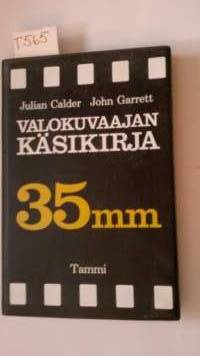 T565
Julian Calder John Garrett
VALOKUVAAJAN
KÄSIKIRJA
35mm
Tammi